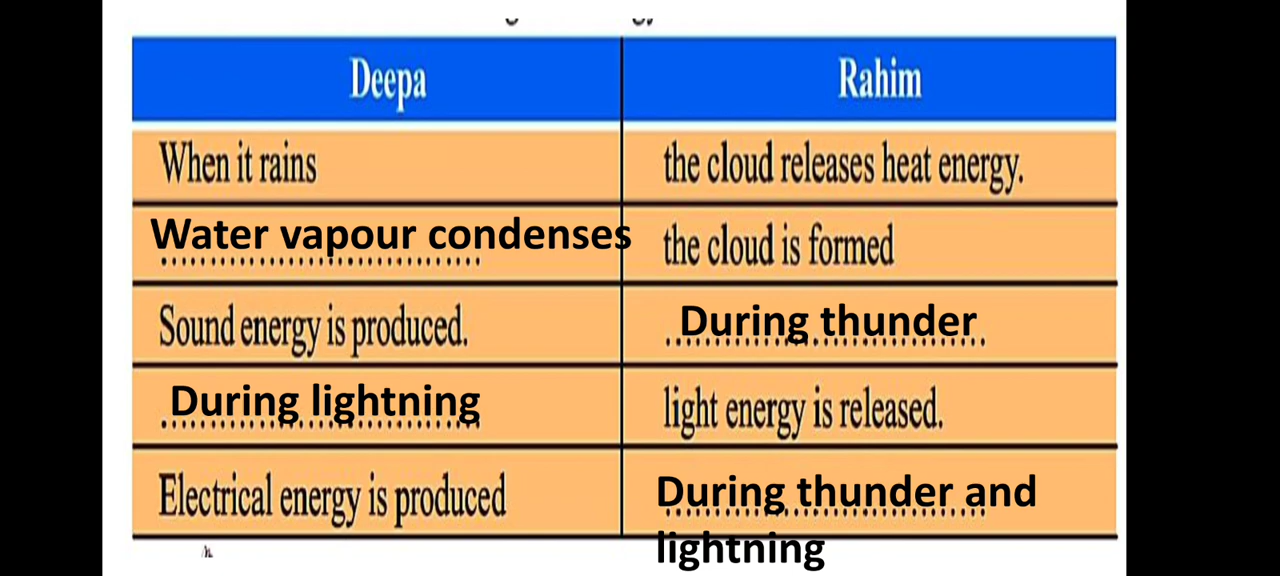 Deepa Rahim
When it rains the cloud releases heat energy.
Water vapour condenses the cloud is formed
Sound energy is produced. During thunder
During lightning light energy is released.
Electrical energy is produced During thunder and
lightning